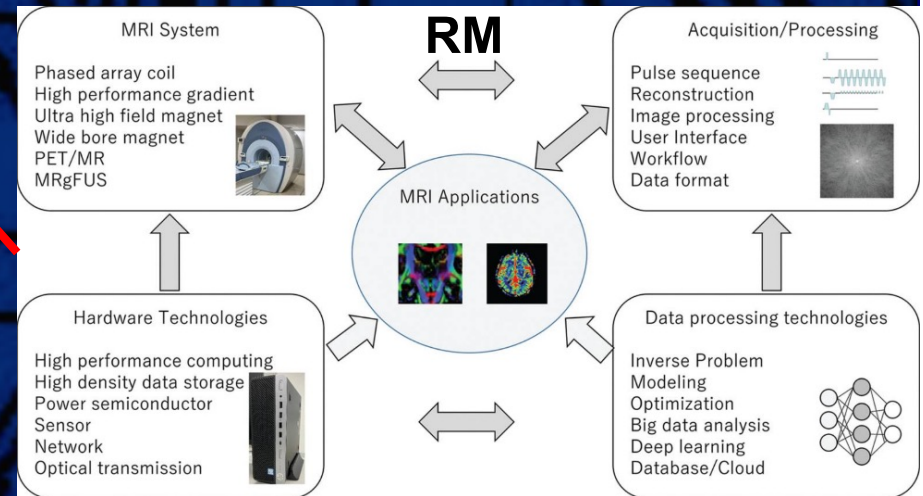 RM
MRI System
Phased array coil
High performance gradient
Ultra high field magnet
Wide bore magnet
PET/MR
MRgFUS
Acquisition/Processing
Pulse sequence
Reconstruction
Image processing
User Interface
Workflow
Data format
MRI Applications
Hardware Technologies
High performance computing
High density data storage
Power semiconductor
Sensor
Network
Optical transmission
Data processing technologies
Inverse Problem
Modeling
Optimization
Big data analysis
Deep learning
Database/Cloud